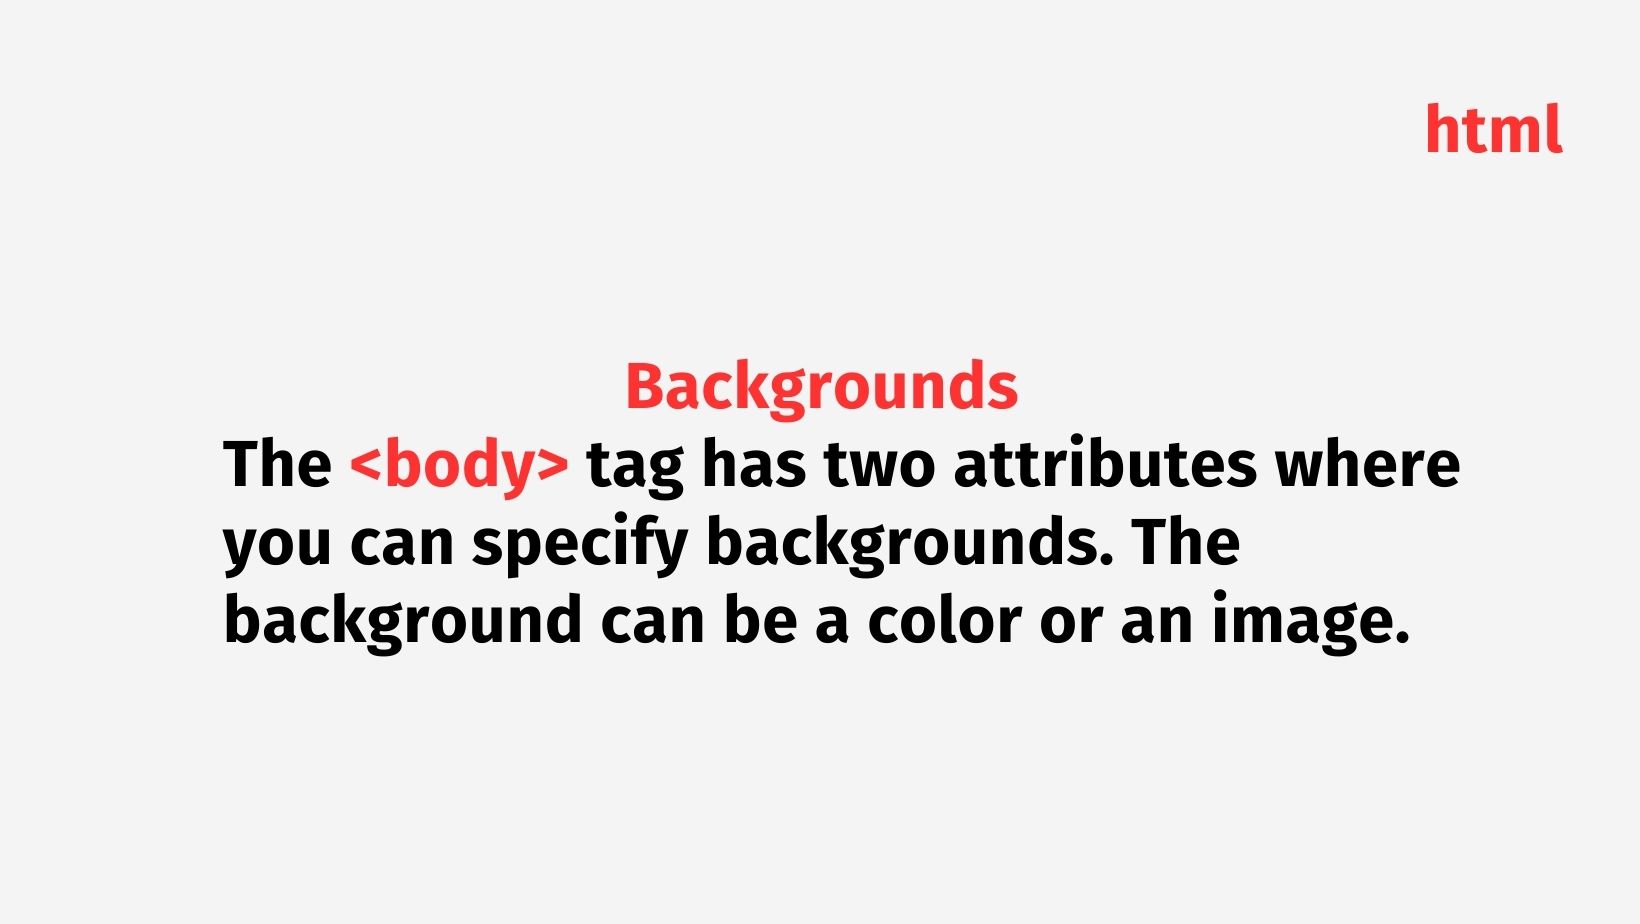 html
Backgrounds
The <body> tag has two attributes where
you can specify backgrounds. The
background can be a color or an image.